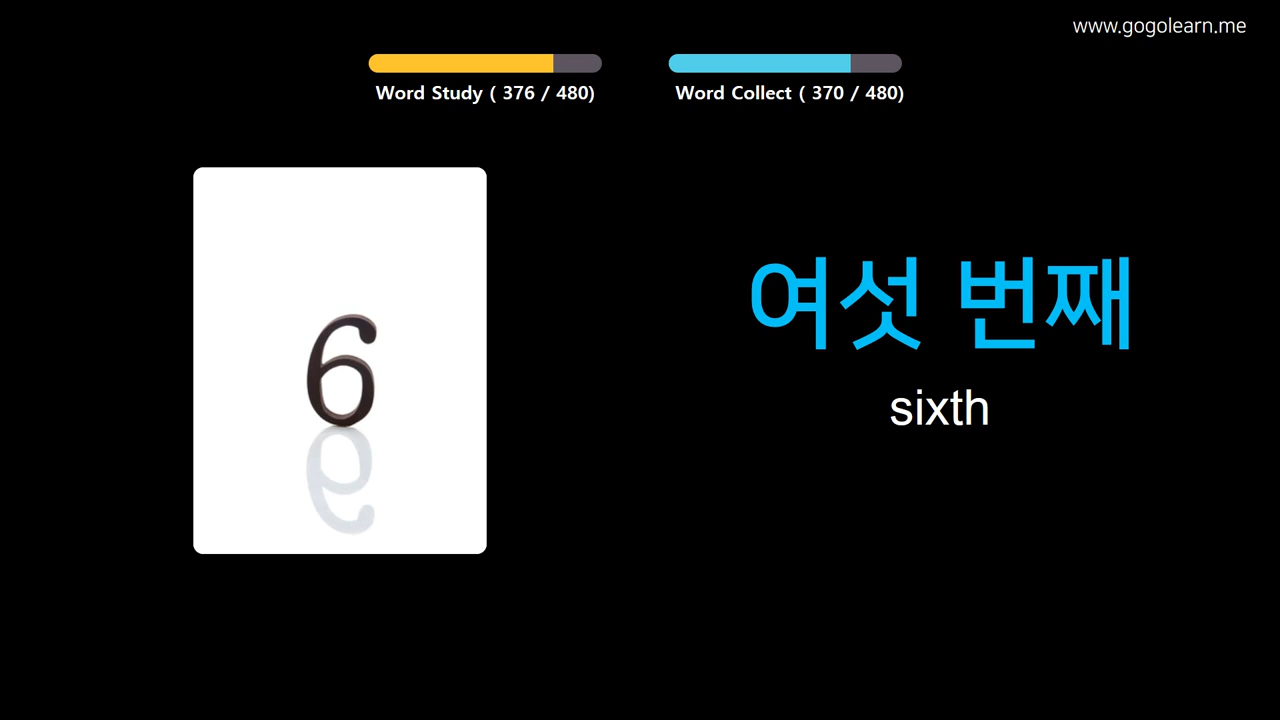 www.gogolearn.me
Word Study ( 376 / 480)
Word Collect ( 370 / 480)
6
여섯 번째
sixth